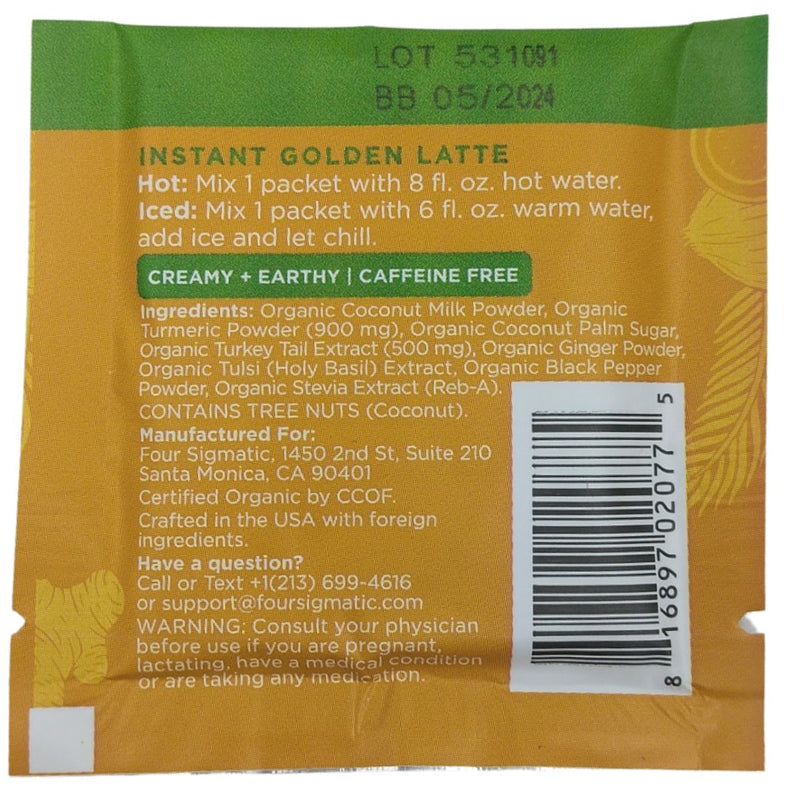 LOT 531091
BB 05/2024
INSTANT GOLDEN LATTE
Hot: Mix 1 packet with 8 fl. oz. hot water.
Iced: Mix 1 packet with 6 fl. oz. warm water,
add ice and let chill.
CREAMY + EARTHY | CAFFEINE FREE
Ingredients: Organic Coconut Milk Powder, Organic
Turmeric Powder (900 mg), Organic Coconut Palm Sugar,
Organic Turkey Tail Extract (500 mg), Organic Ginger Powder,
Organic Tulsi (Holy Basil) Extract, Organic Black Pepper
Powder, Organic Stevia Extract (Reb-A).
CONTAINS TREE NUTS (Coconut).
Manufactured For:
Four Sigmatic, 1450 2nd St, Suite 210
Santa Monica, CA 90401
Certified Organic by CCOF.
Crafted in the USA with foreign
ingredients.
Have a question?
Call or Text +1(213) 699-4616
or support@foursigmatic.com
WARNING: Consult your physician
before use if you are pregnant,
lactating, have a medical condition
or are taking any medication.
8 16897 02077 5